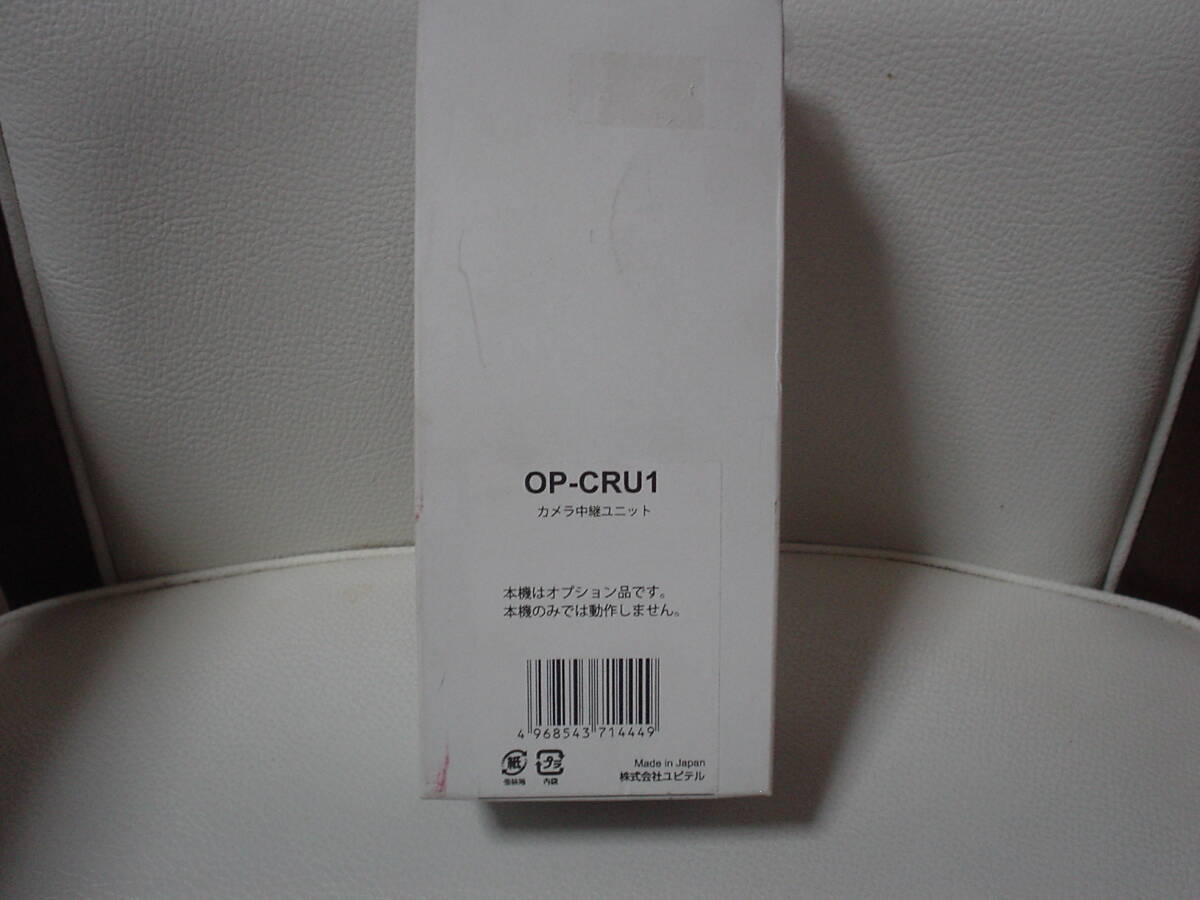 OP-CRU1
カメラ中継ユニット
本機はオプション品です。
本機のみでは動作しません。
4 968543 714449
紙 プラ
内袋
Made in Japan
株式会社ユピテル